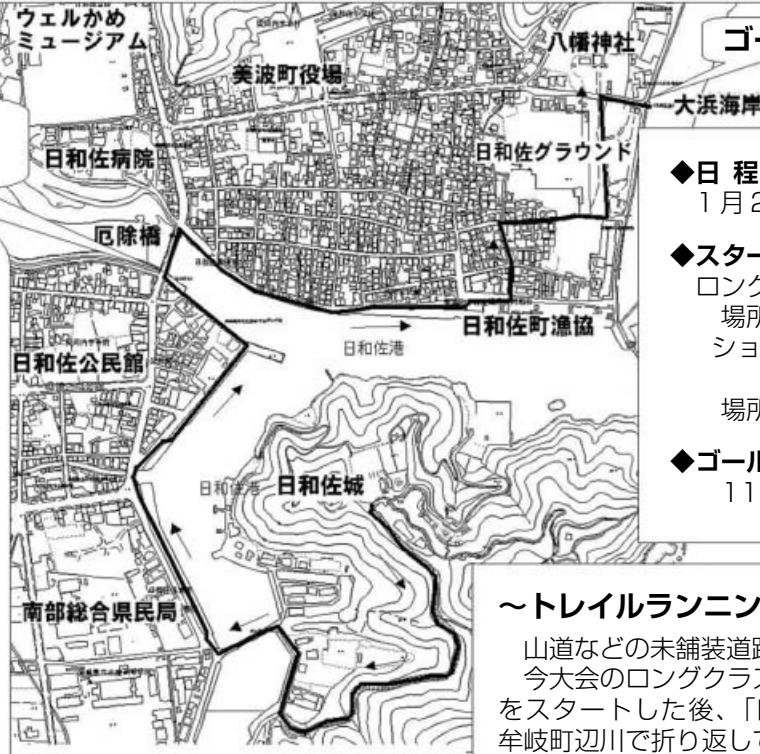 ウェルかめ
ミュージアム
美波町役場
八幡神社
ゴー
大浜海岸
日和佐病院
日和佐グラウンド
厄除橋
日和佐町漁協
日和佐港
日和佐公民館
日和佐港
日和佐城
南部総合県民局
◆日 程
1月2
◆スター
ロング
場所
ショ
場所
◆ゴール
11
～トレイルランニン
山道などの未舗装道路
今大会のロングクラス
をスタートした後、「
牟岐町辺川で折り返して